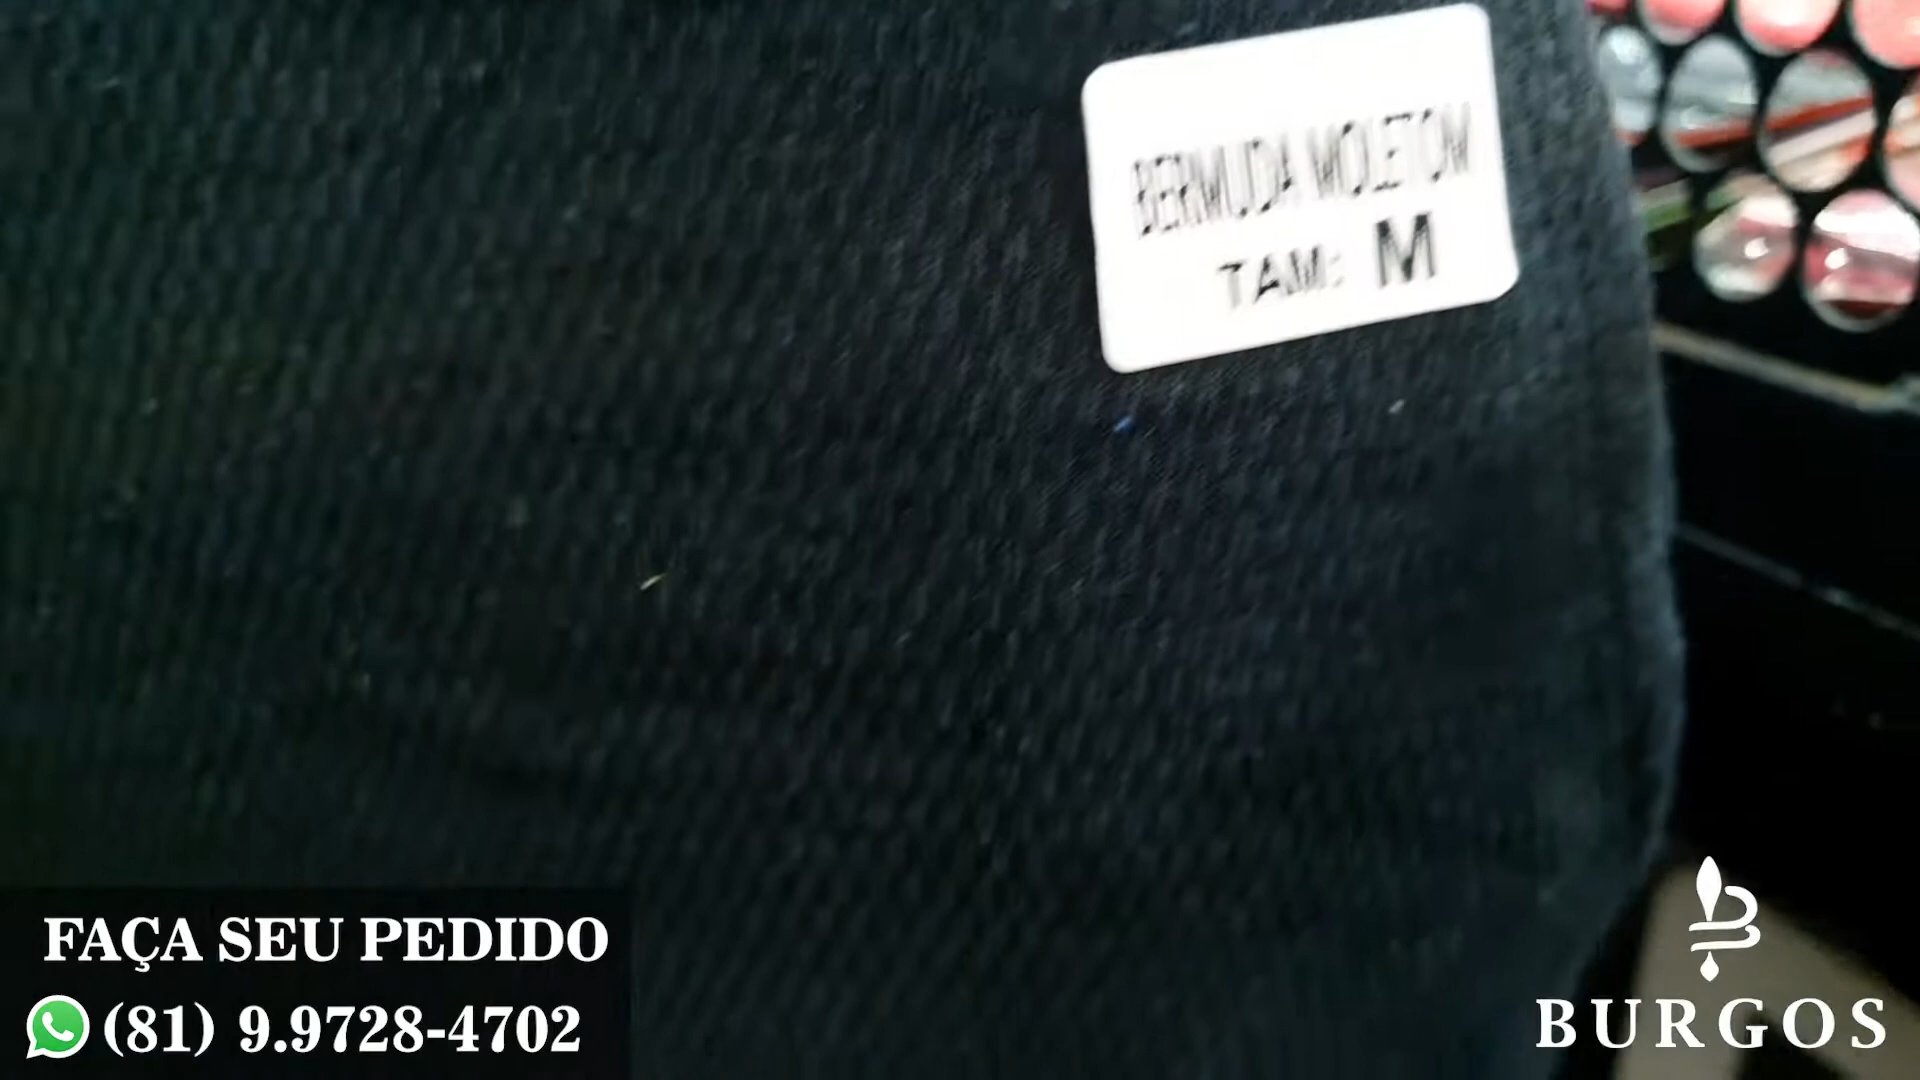 BERMUDA MOLETOM
TAM: M
FAÇA SEU PEDIDO
(81) 9.9728-4702
BURGOS